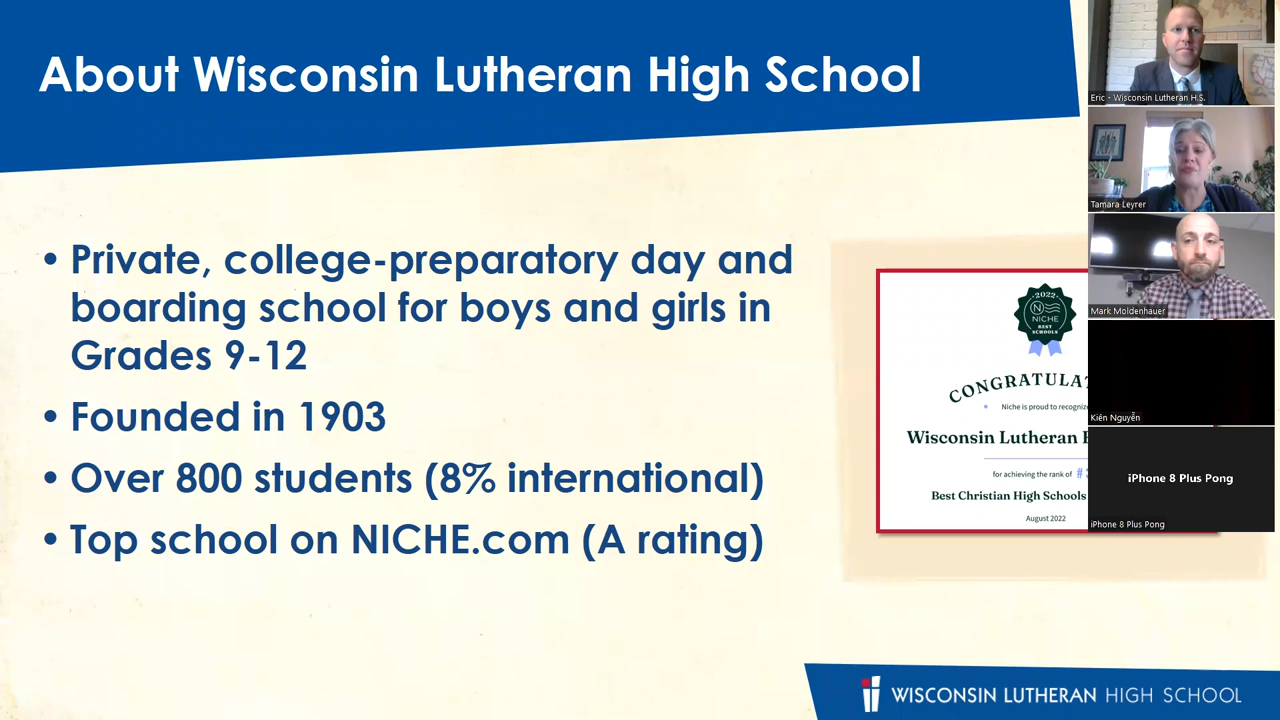 About Wisconsin Lutheran High School
• Private, college-preparatory day and
boarding school for boys and girls in
Grades 9-12
• Founded in 1903
• Over 800 students (8% international)
• Top school on NICHE.com (A rating)
2022
NICHE
BEST
SCHOOLS
Niche is proud to
Wisconsin Lutheran
for achieving the rank of
Best Christian High Schools
August 2022
Eric - Wisconsin Lutheran H.S.
Tamara Leyrer
Mark Moldenhauer
Kiên Nguyễn
iPhone 8 Plus Pong
iPhone 8 Plus Pong
WISCONSIN LUTHERAN HIGH SCHOOL